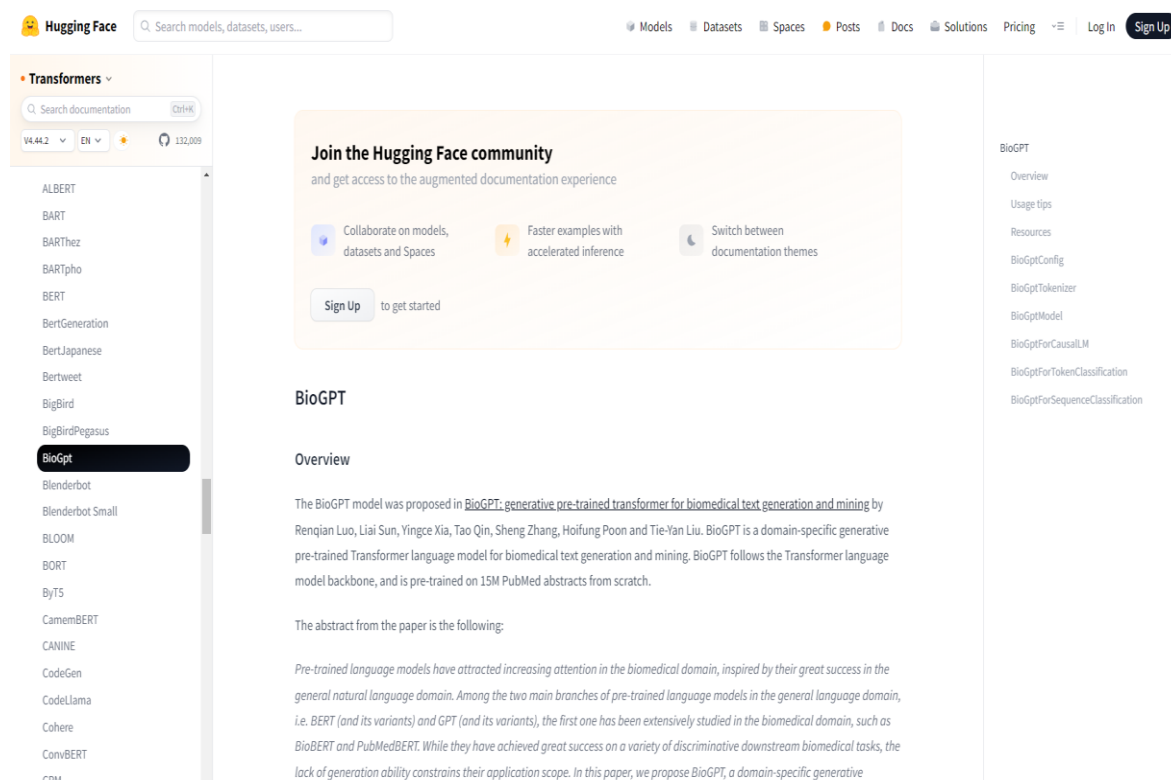 Hugging Face
Search models, datasets, users...
Models
Datasets
Spaces
Posts
Docs
Solutions
Pricing
Log In
Sign Up
Transformers
Search documentation
Ctrl+K
V4.44.2
EN
132,009
ALBERT
BART
BARThez
BARTpho
BERT
BertGeneration
BertJapanese
Bertweet
BigBird
BigBirdPegasus
BioGpt
Blenderbot
Blenderbot Small
BLOOM
BORT
ByT5
CamemBERT
CANINE
CodeGen
CodeLlama
Cohere
ConvBERT
Join the Hugging Face community
and get access to the augmented documentation experience
Collaborate on models,
datasets and Spaces
Faster examples with
accelerated inference
Switch between
documentation themes
Sign Up to get started
BioGPT
Overview
The BioGPT model was proposed in BioGPT: generative pre-trained transformer for biomedical text generation and mining by
Renqian Luo, Liai Sun, Yingce Xia, Tao Qin, Sheng Zhang, Hoifung Poon and Tie-Yan Liu. BioGPT is a domain-specific generative
pre-trained Transformer language model for biomedical text generation and mining. BioGPT follows the Transformer language
model backbone, and is pre-trained on 15M PubMed abstracts from scratch.
The abstract from the paper is the following:
Pre-trained language models have attracted increasing attention in the biomedical domain, inspired by their great success in the
general natural language domain. Among the two main branches of pre-trained language models in the general language domain,
i.e. BERT (and its variants) and GPT (and its variants), the first one has been extensively studied in the biomedical domain, such as
BioBERT and PubMedBERT. While they have achieved great success on a variety of discriminative downstream biomedical tasks, the
lack of generation ability constrains their application scope. In this paper, we propose BioGPT, a domain-specific generative
BioGPT
Overview
Usage tips
Resources
BioGptConfig
BioGptTokenizer
BioGptModel
BioGptForCausalLM
BioGptForTokenClassification
BioGptForSequenceClassification